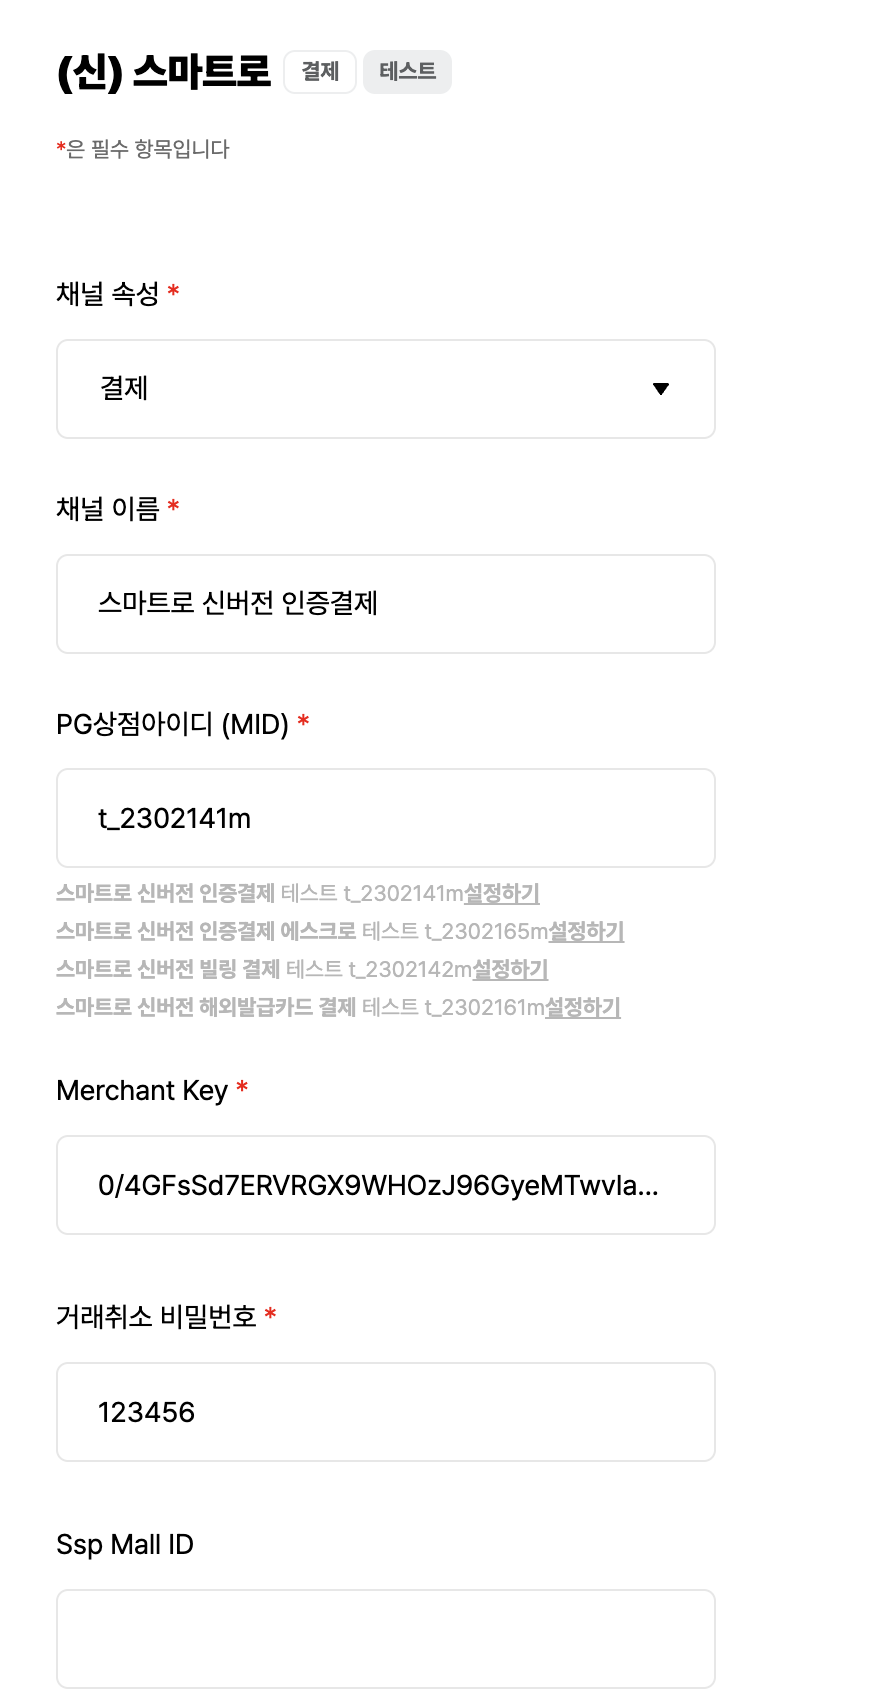 (신) 스마트로 결제 테스트
*은 필수 항목입니다
채널 속성 *
결제
채널 이름 *
스마트로 신버전 인증결제
PG상점아이디 (MID) *
t_2302141m
스마트로 신버전 인증결제 테스트 t_2302141m설정하기
스마트로 신버전 인증결제 에스크로 테스트 t_2302165m설정하기
스마트로 신버전 빌링 결제 테스트 t_2302142m설정하기
스마트로 신버전 해외발급카드 결제 테스트 t_2302161m설정하기
Merchant Key *
0/4GFsSd7ERVRGX9WHOzJ96GyeMTwvIa...
거래취소 비밀번호 *
123456
Ssp Mall ID